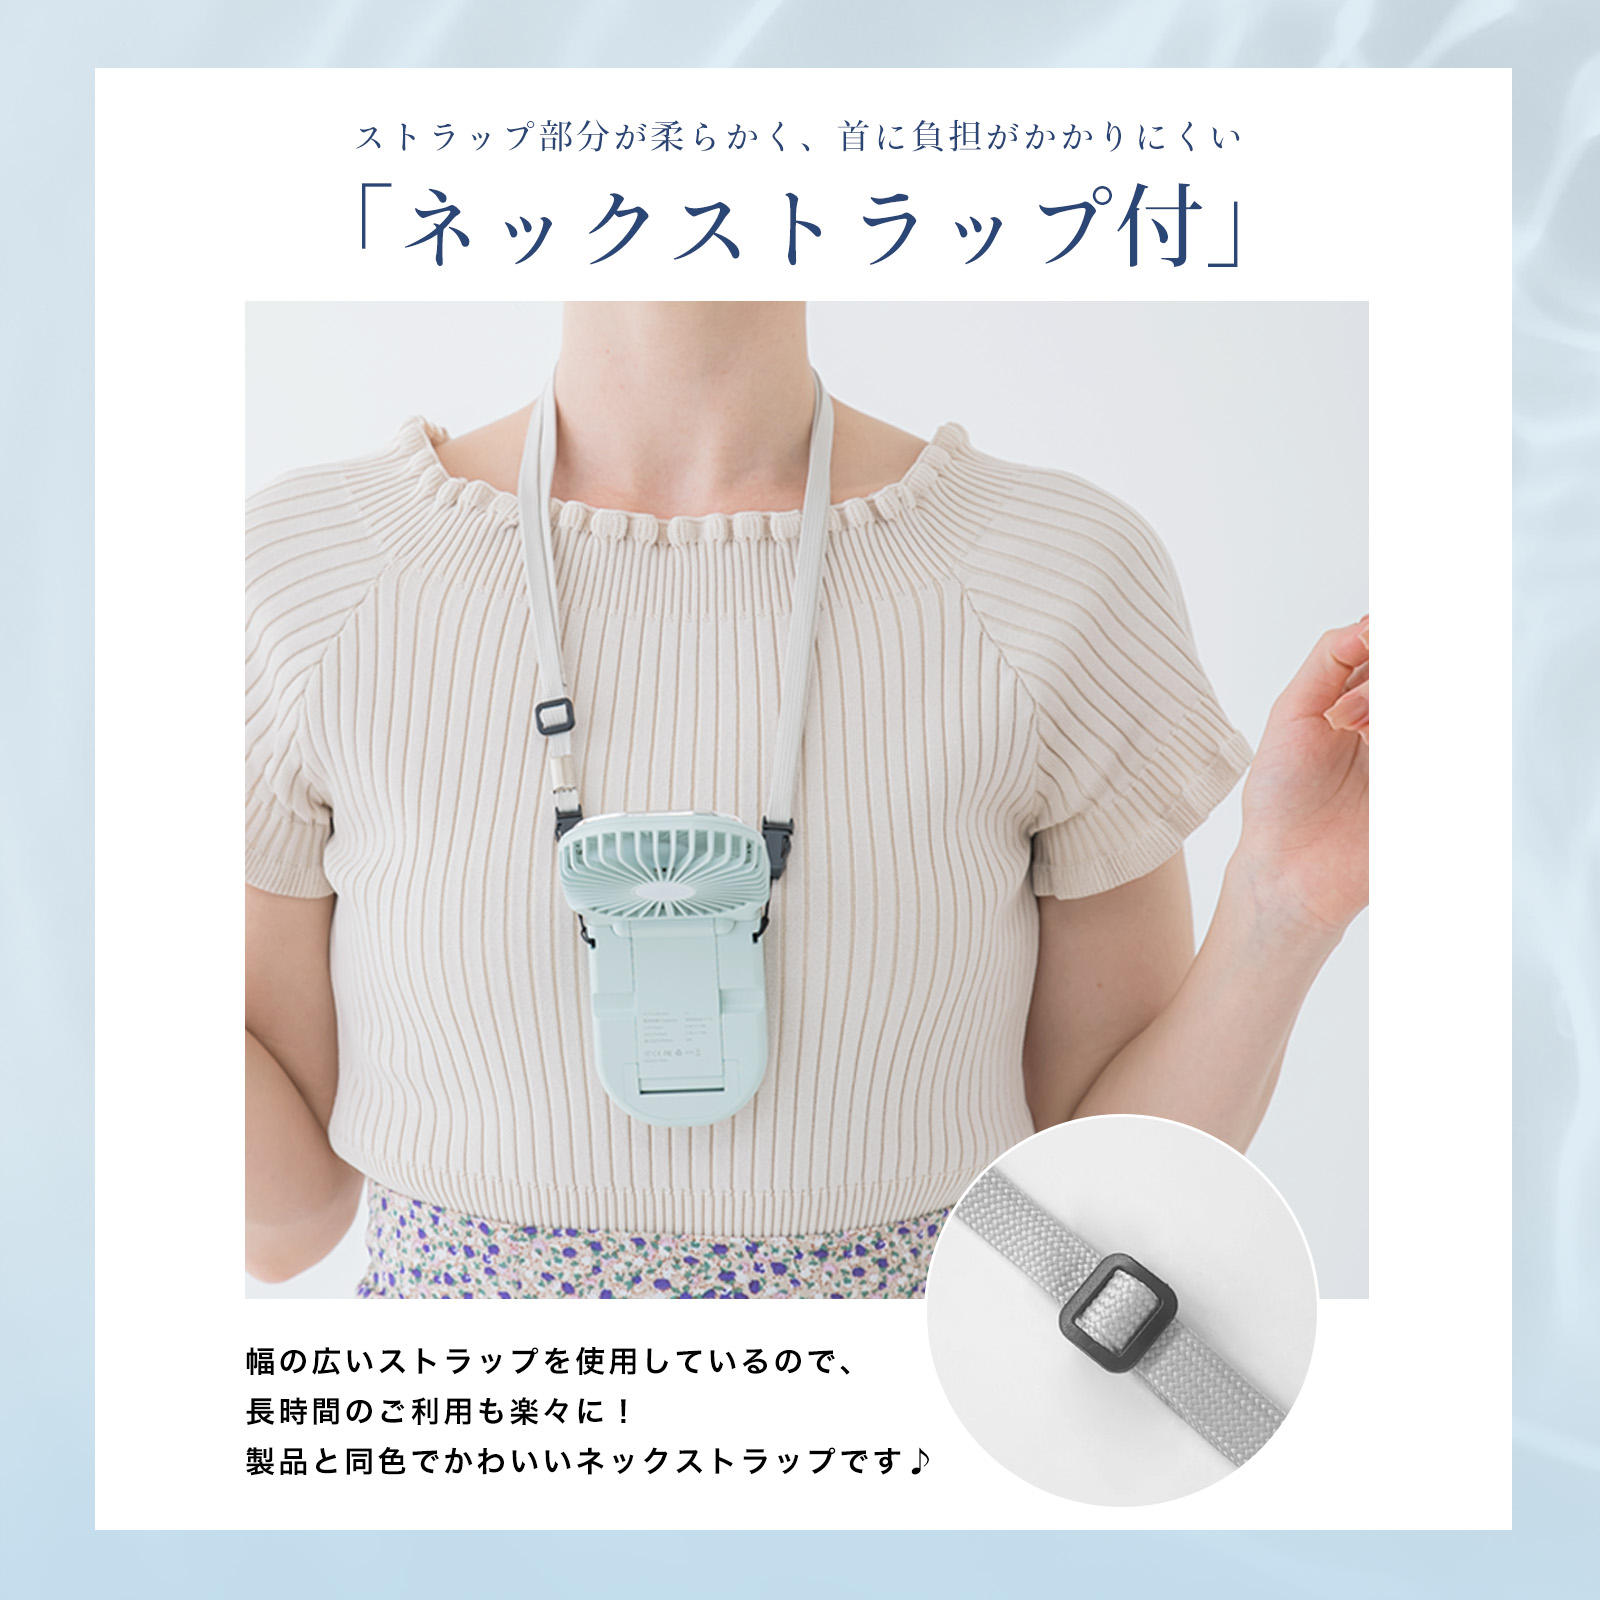 ストラップ部分が柔らかく、首に負担がかかりにくい
「ネックストラップ付」
幅の広いストラップを使用しているので、
長時間のご利用も楽々に！
製品と同色でかわいいネックストラップです♪